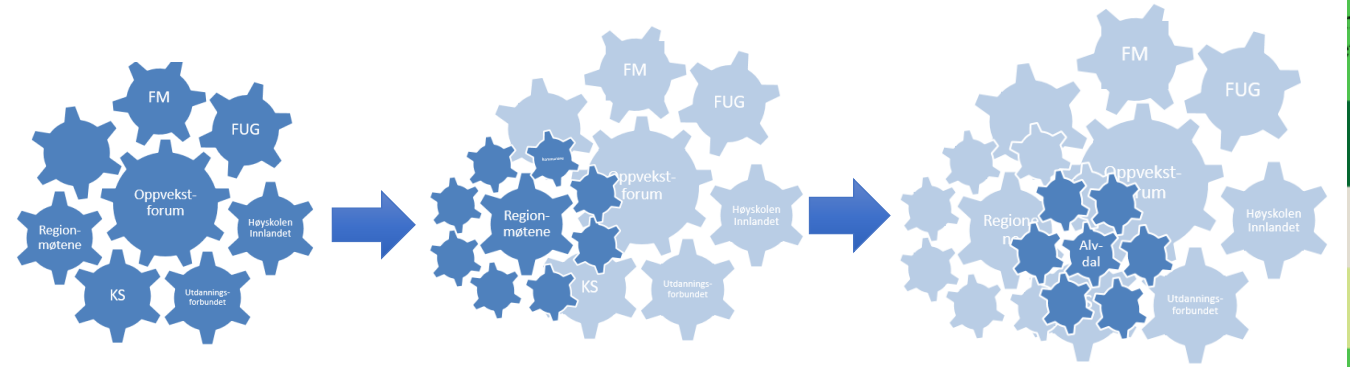 FM
FUG
Oppvekst-
forum
Region-
møtene
Høyskolen
Innlandet
KS
Utdannings-
forbundet
FM
FUG
Oppvekst-
forum
Region-
møtene
Høyskolen
Innlandet
KS
Utdannings-
forbundet
FM
FUG
Oppvekst-
Region
Høyskolen
Innlandet
Alv-
dal
Utdannings-
forbundet